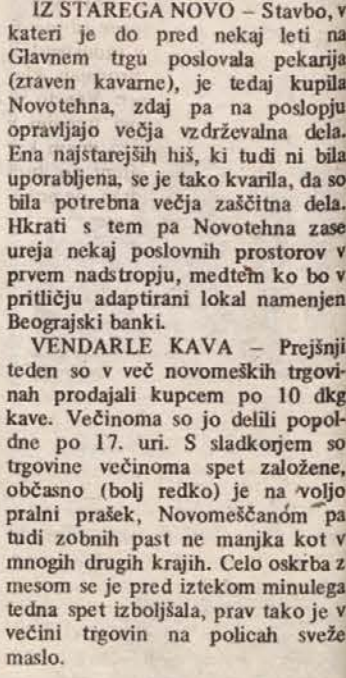 IZ STAREGA NOVO – Stavbo, v
kateri je do pred nekaj leti na
Glavnem trgu poslovala pekarija
(zraven kavarne), je tedaj kupila
Novotehna, zdaj pa na poslopju
opravljajo večja vzdrževalna dela.
Ena najstarejših hiš, ki tudi ni bila
uporabljena, se je tako kvarila, da so
bila potrebna večja zaščitna dela.
Hkrati s tem pa Novotehna zase
ureja nekaj poslovnih prostorov v
prvem nadstropju, medtem ko bo v
pritličju adaptirani lokal namenjen
Beograjski banki.
VENDARLE KAVA – Prejšnji
teden so v več novomeških trgovi-
nah prodajali kupcem po 10 dkg
kave. Večinoma so jo delili popol-
dne po 17. uri. S sladkorjem so
trgovine večinoma spet založene,
občasno (bolj redko) je na voljo
pralni prašek, Novomeščanom pa
tudi zobnih past ne manjka kot v
mnogih drugih krajih. Celo oskrba z
mesom se je pred iztekom minulega
tedna spet izboljšala, prav tako je v
večini trgovin na policah sveže
maslo.